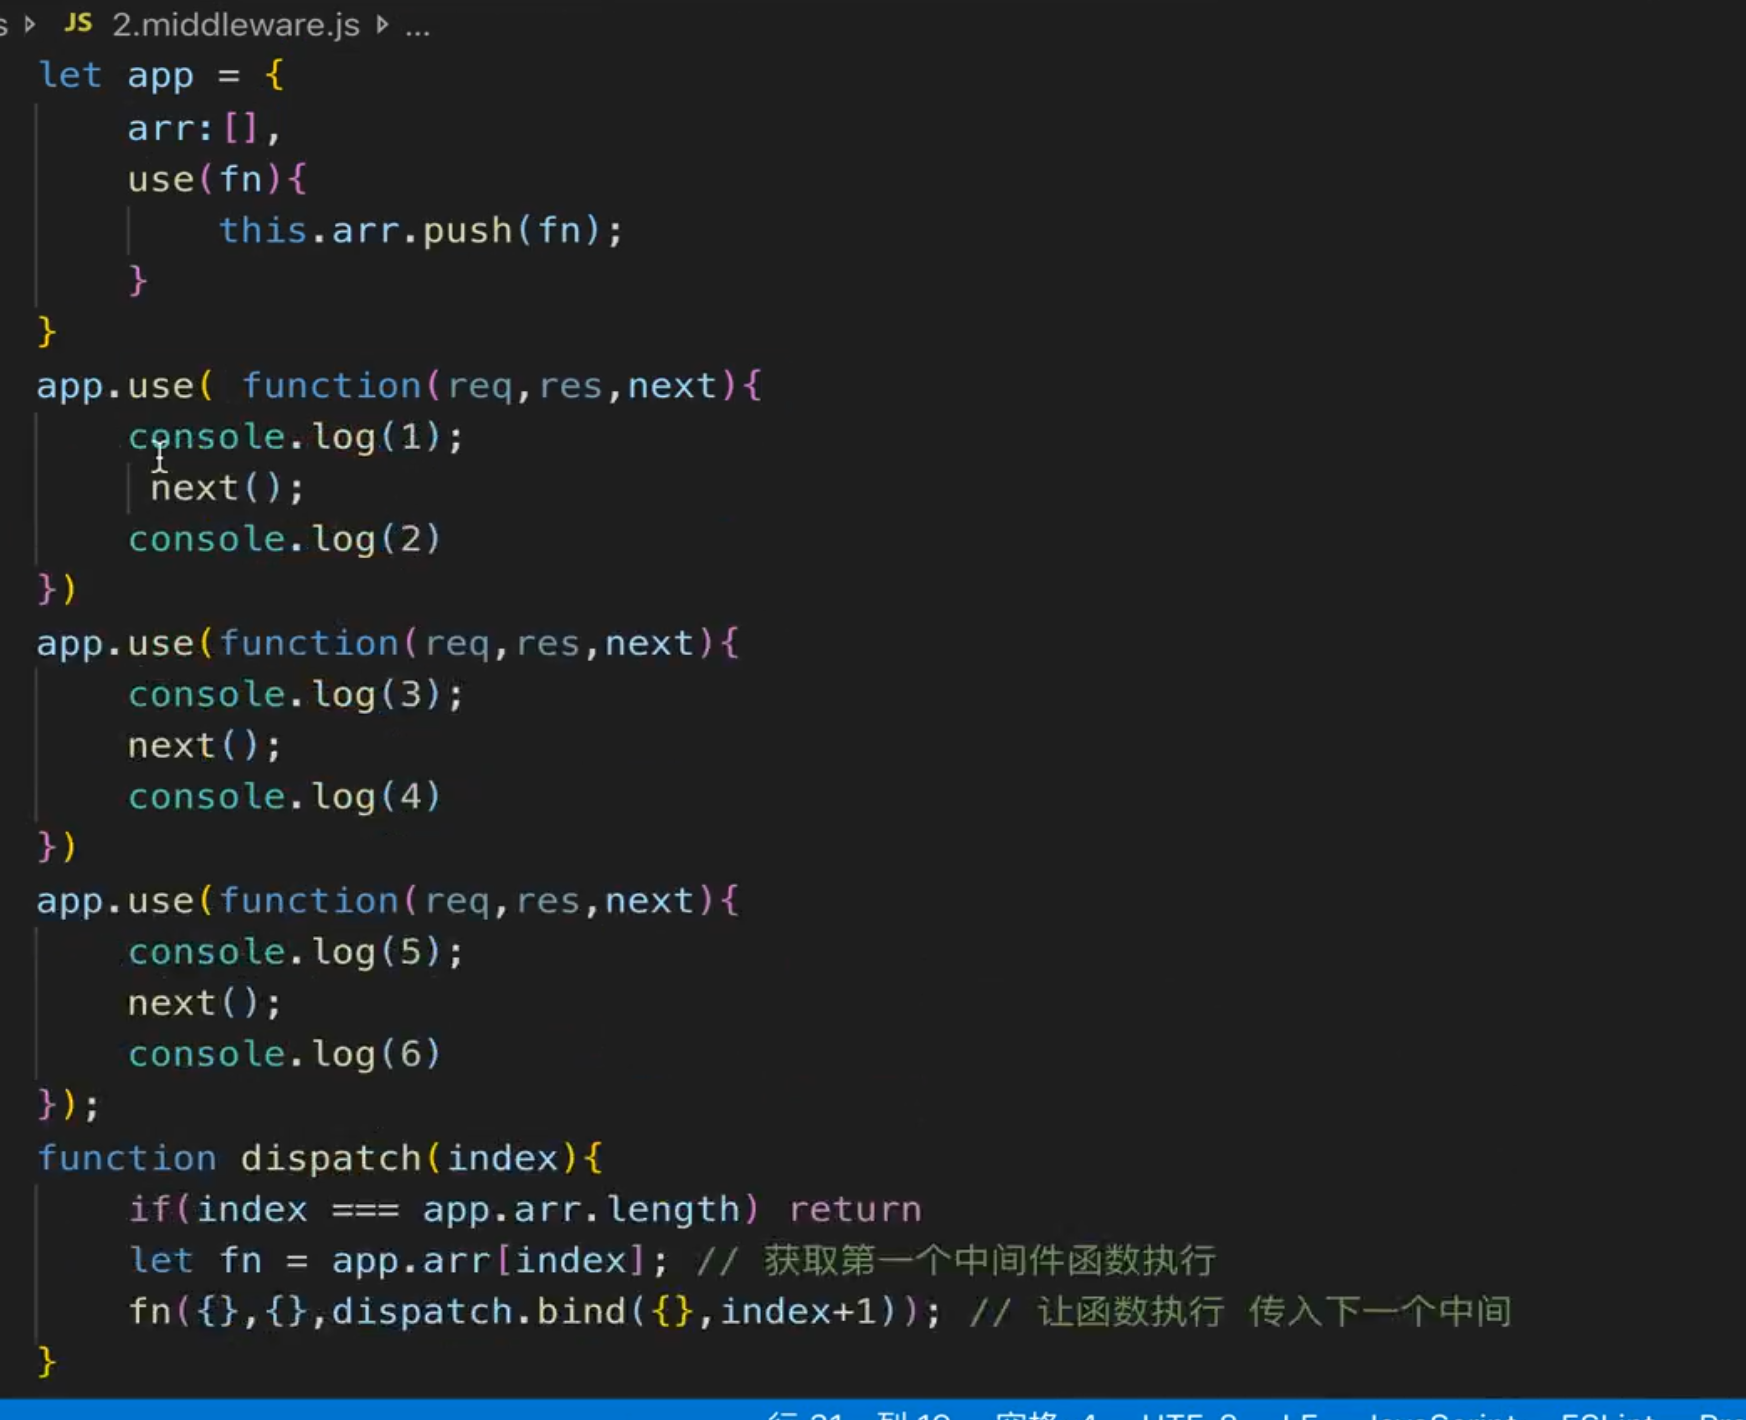 s JS 2.middleware.js ...
let app = {
    arr:[],
    use(fn){
        this.arr.push(fn);
    }
}
app.use( function(req,res,next){
    console.log(1);
     next();
    console.log(2)
})
app.use(function(req,res,next){
    console.log(3);
    next();
    console.log(4)
})
app.use(function(req,res,next){
    console.log(5);
    next();
    console.log(6)
});
function dispatch(index){
    if(index === app.arr.length) return
    let fn = app.arr[index]; // 获取第一个中间件函数执行
    fn({},{},dispatch.bind({},index+1)); // 让函数执行 传入下一个中间
}